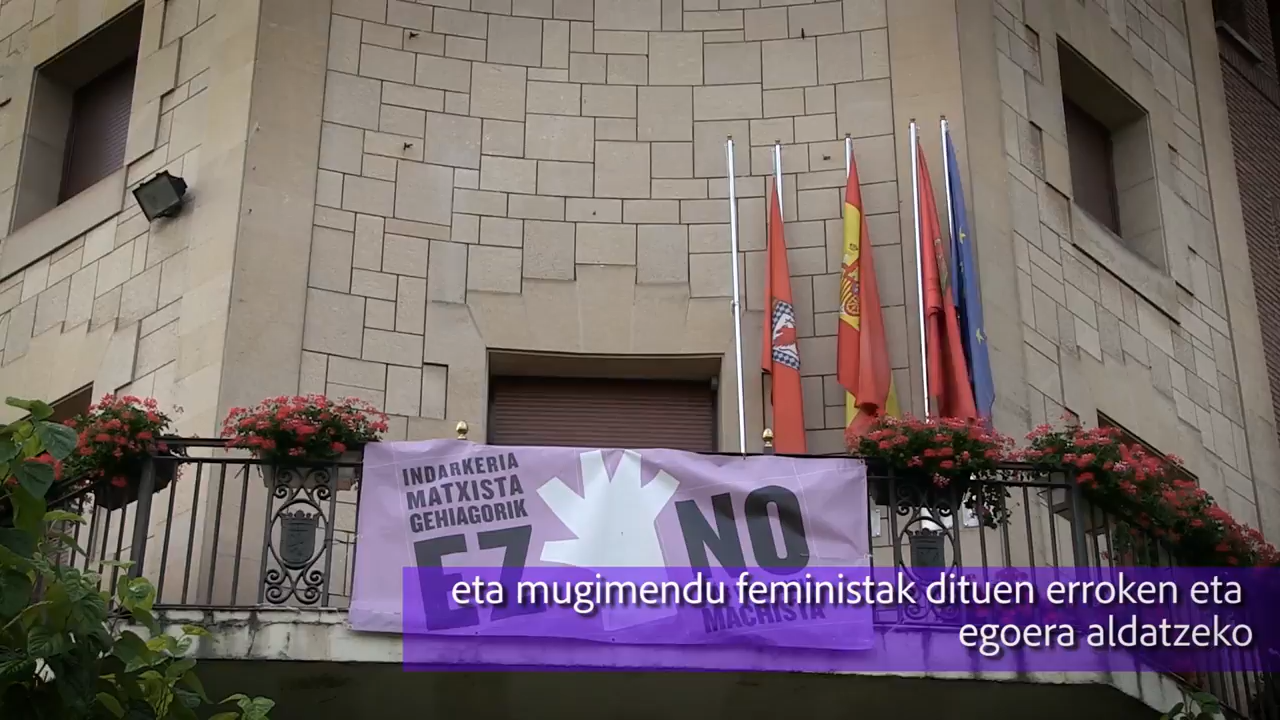 INDARKERIA
MATXISTA
GEHIAGORIK
EZ
NO
MACHISTA
eta mugimendu feministak dituen erroken eta
egoera aldatzeko